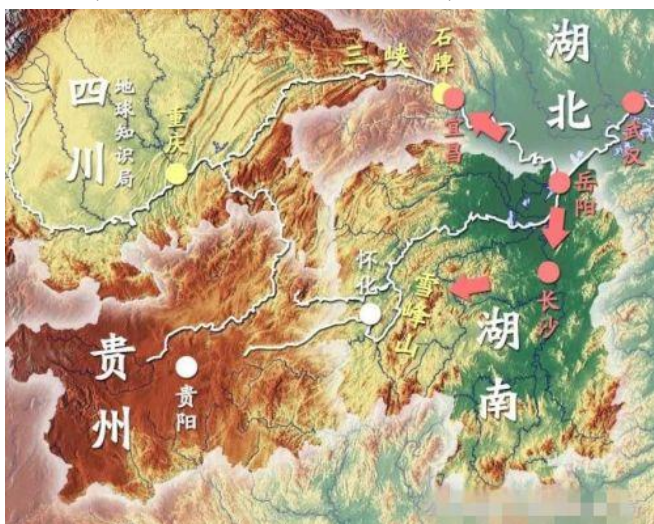 湖北
石牌
三峡
四川
地球知识局
重庆
宜昌
武汉
岳阳
怀化
雪峰山
长沙
湖南
贵州
贵阳